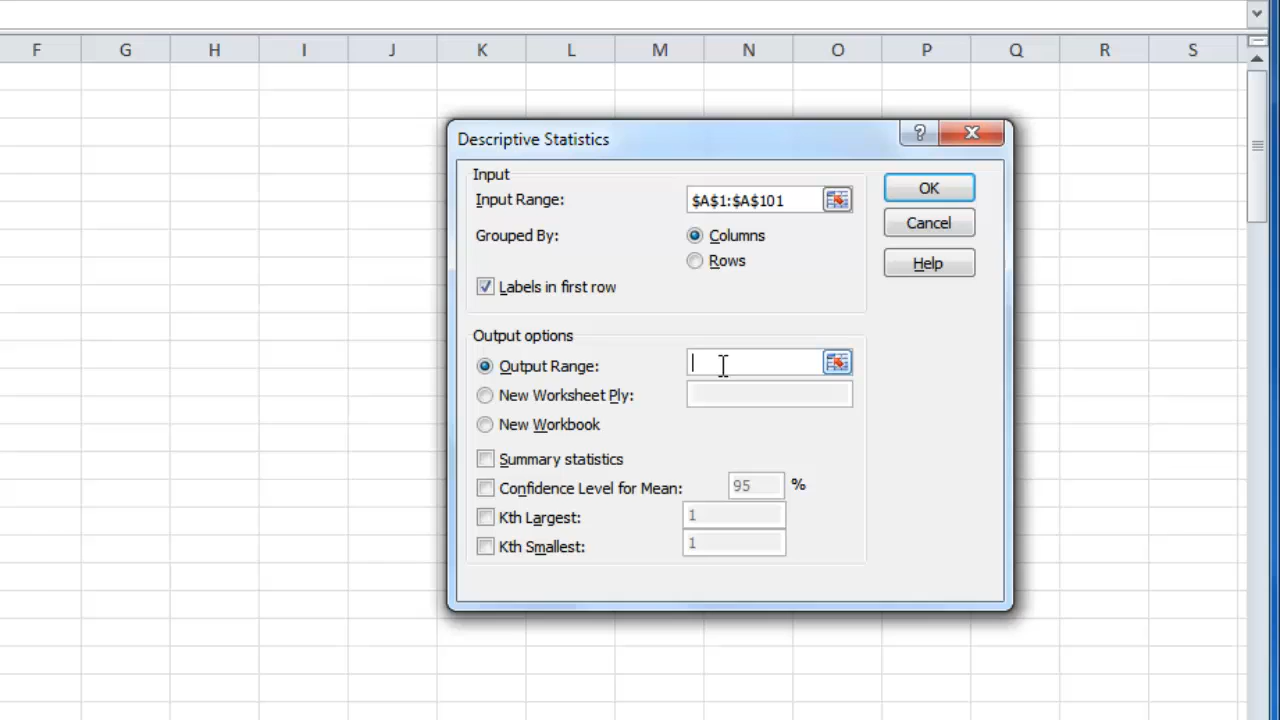 F G H I J K L M N O P Q R S
Descriptive Statistics
?
Input
Input Range: $A$1:$A$101
OK
Grouped By: Columns
Cancel
Rows
Help
Labels in first row
Output options
Output Range:
New Worksheet Ply:
New Workbook
Summary statistics
Confidence Level for Mean: 95 %
Kth Largest: 1
Kth Smallest: 1